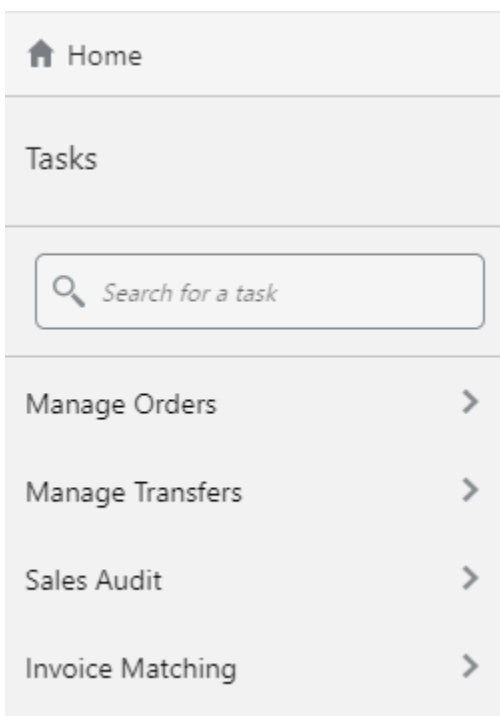 Home
Tasks
Search for a task
Manage Orders
Manage Transfers
Sales Audit
Invoice Matching